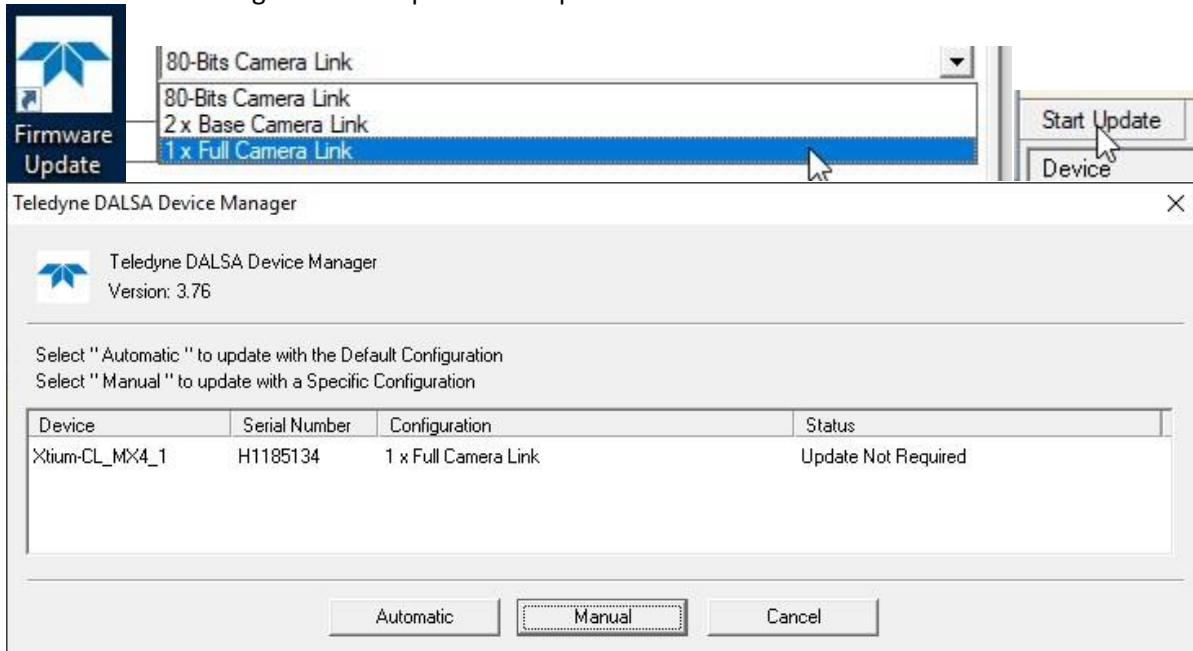 80-Bits Camera Link
80-Bits Camera Link
2 x Base Camera Link
1 x Full Camera Link
Firmware
Update
Start Update
Device
Teledyne DALSA Device Manager
Teledyne DALSA Device Manager
Version: 3.76
Select "Automatic" to update with the Default Configuration
Select "Manual" to update with a Specific Configuration
Device Serial Number Configuration Status
Xtium-CL_MX4_1 H1185134 1 x Full Camera Link Update Not Required
Automatic Manual Cancel